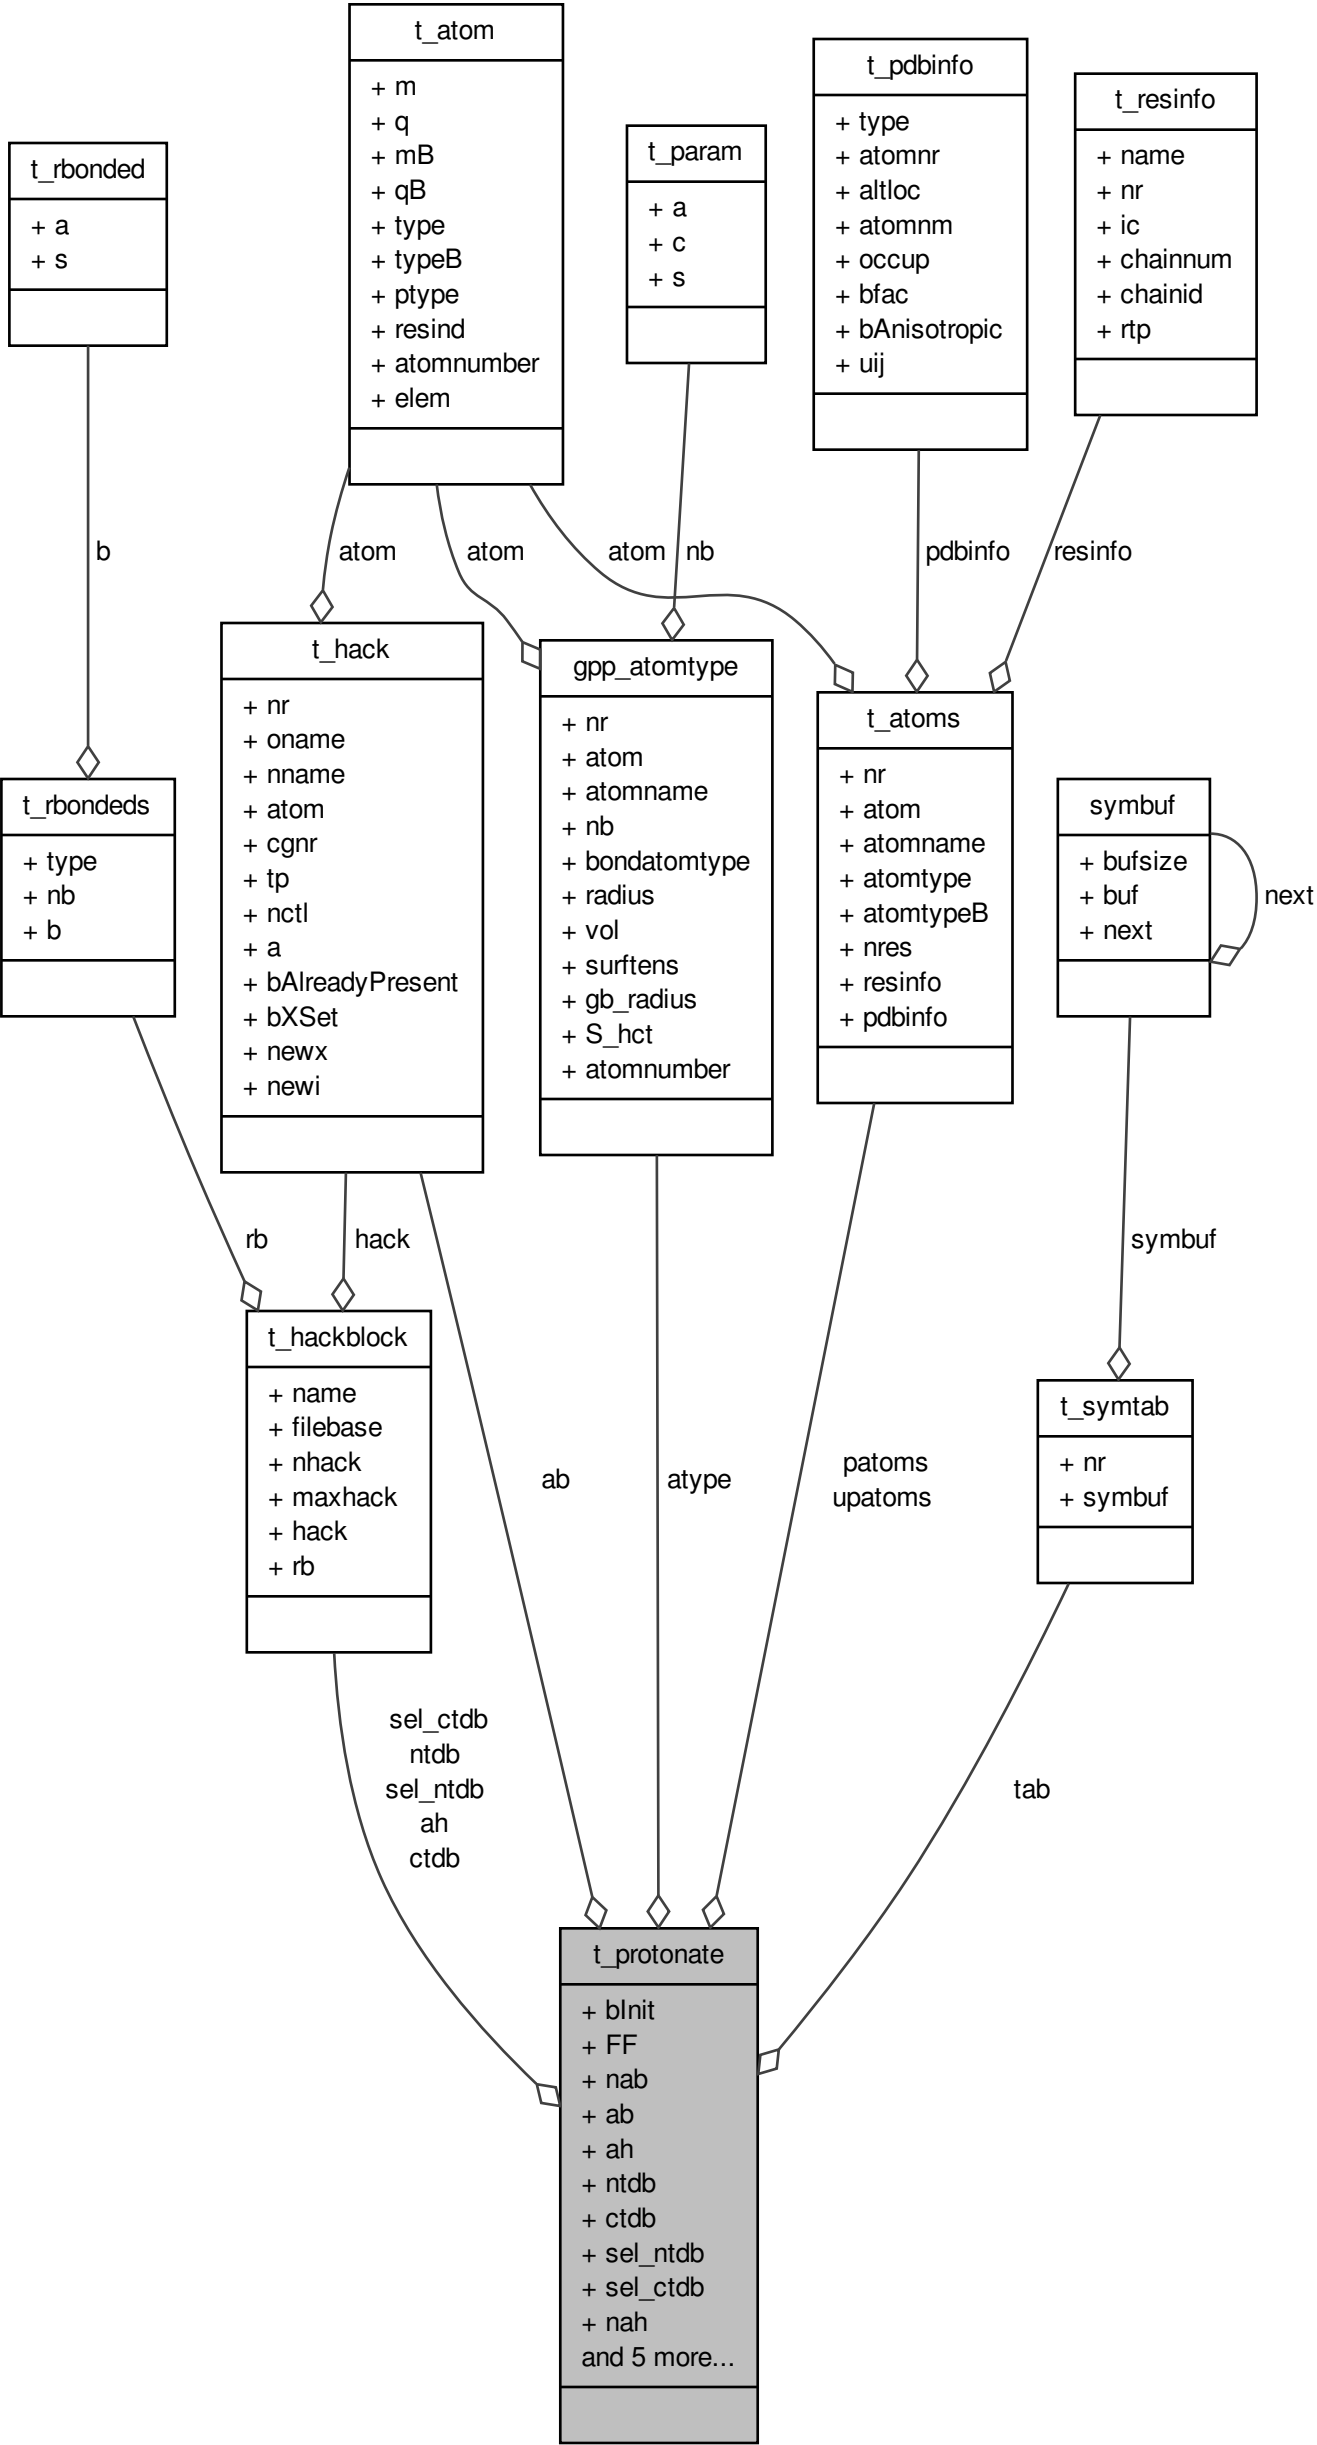 t_atom
+ m
+ q
+ mB
+ qB
+ type
+ typeB
+ ptype
+ resind
+ atomnumber
+ elem
t_pdbinfo
+ type
+ atomnr
+ altloc
+ atomnm
+ occup
+ bfac
+ bAnisotropic
+ uij
t_resinfo
+ name
+ nr
+ ic
+ chainnum
+ chainid
+ rtp
t_param
+ a
+ c
+ s
t_rbonded
+ a
+ s
b
atom
atom
atom
nb
pdbinfo
resinfo
t_hack
+ nr
+ oname
+ nname
+ atom
+ cgnr
+ tp
+ nctl
+ a
+ bAlreadyPresent
+ bXSet
+ newx
+ newi
gpp_atomtype
+ nr
+ atom
+ atomname
+ nb
+ bondatomtype
+ radius
+ vol
+ surftens
+ gb_radius
+ S_hct
+ atomnumber
t_atoms
+ nr
+ atom
+ atomname
+ atomtype
+ atomtypeB
+ nres
+ resinfo
+ pdbinfo
t_rbondeds
+ type
+ nb
+ b
symbuf
+ bufsize
+ buf
+ next
next
rb
hack
symbuf
t_hackblock
+ name
+ filebase
+ nhack
+ maxhack
+ hack
+ rb
ab
atype
patoms
upatoms
t_symtab
+ nr
+ symbuf
sel_ctdb
ntdb
sel_ntdb
ah
ctdb
tab
t_protonate
+ bInit
+ FF
+ nab
+ ab
+ ah
+ ntdb
+ ctdb
+ sel_ntdb
+ sel_ctdb
+ nah
and 5 more...